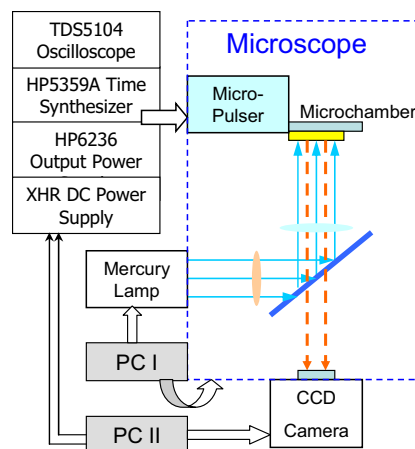 TDS5104
Oscilloscope
HP5359A Time
Synthesizer
HP6236
Output Power
XHR DC Power
Supply
Microscope
Micro-
Pulser
Microchamber
Mercury
Lamp
PC I
PC II
CCD
Camera